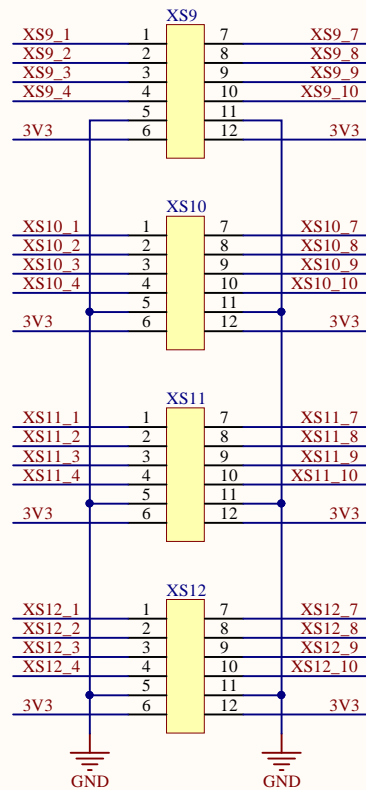 XS9
XS9_1 1 7 XS9_7
XS9_2 2 8 XS9_8
XS9_3 3 9 XS9_9
XS9_4 4 10 XS9_10
5 11
3V3 6 12 3V3
XS10
XS10_1 1 7 XS10_7
XS10_2 2 8 XS10_8
XS10_3 3 9 XS10_9
XS10_4 4 10 XS10_10
5 11
3V3 6 12 3V3
XS11
XS11_1 1 7 XS11_7
XS11_2 2 8 XS11_8
XS11_3 3 9 XS11_9
XS11_4 4 10 XS11_10
5 11
3V3 6 12 3V3
XS12
XS12_1 1 7 XS12_7
XS12_2 2 8 XS12_8
XS12_3 3 9 XS12_9
XS12_4 4 10 XS12_10
5 11
3V3 6 12 3V3
GND GND